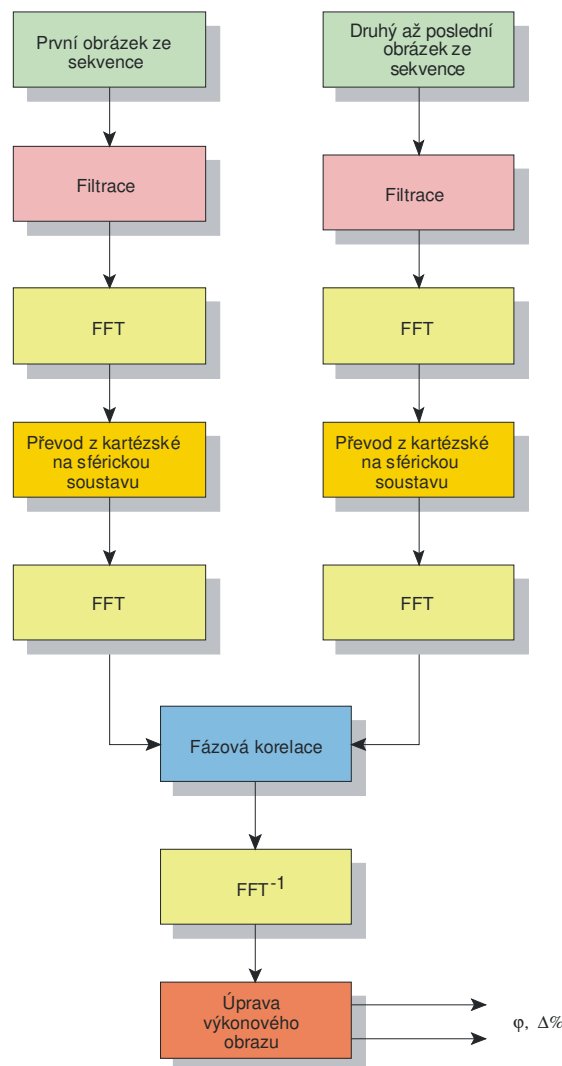 První obrázek ze
sekvence
Druhý až poslední
obrázek ze
sekvence
Filtrace
Filtrace
FFT
FFT
Převod z kartézské
na sférickou
soustavu
Převod z kartézské
na sférickou
soustavu
FFT
FFT
Fázová korelace
FFT-1
Úprava
výkonového
obrazu
φ, Δ%